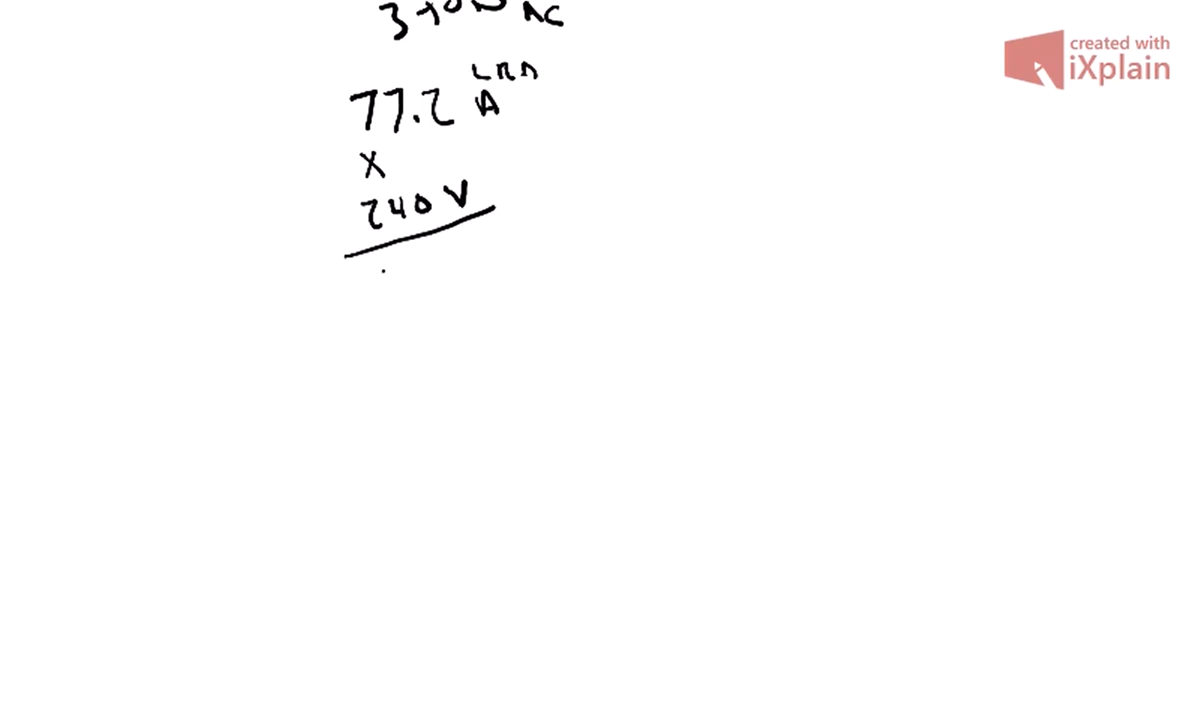 3 ton AC
LRA
77.2 A
X
240 V
created with
iXplain